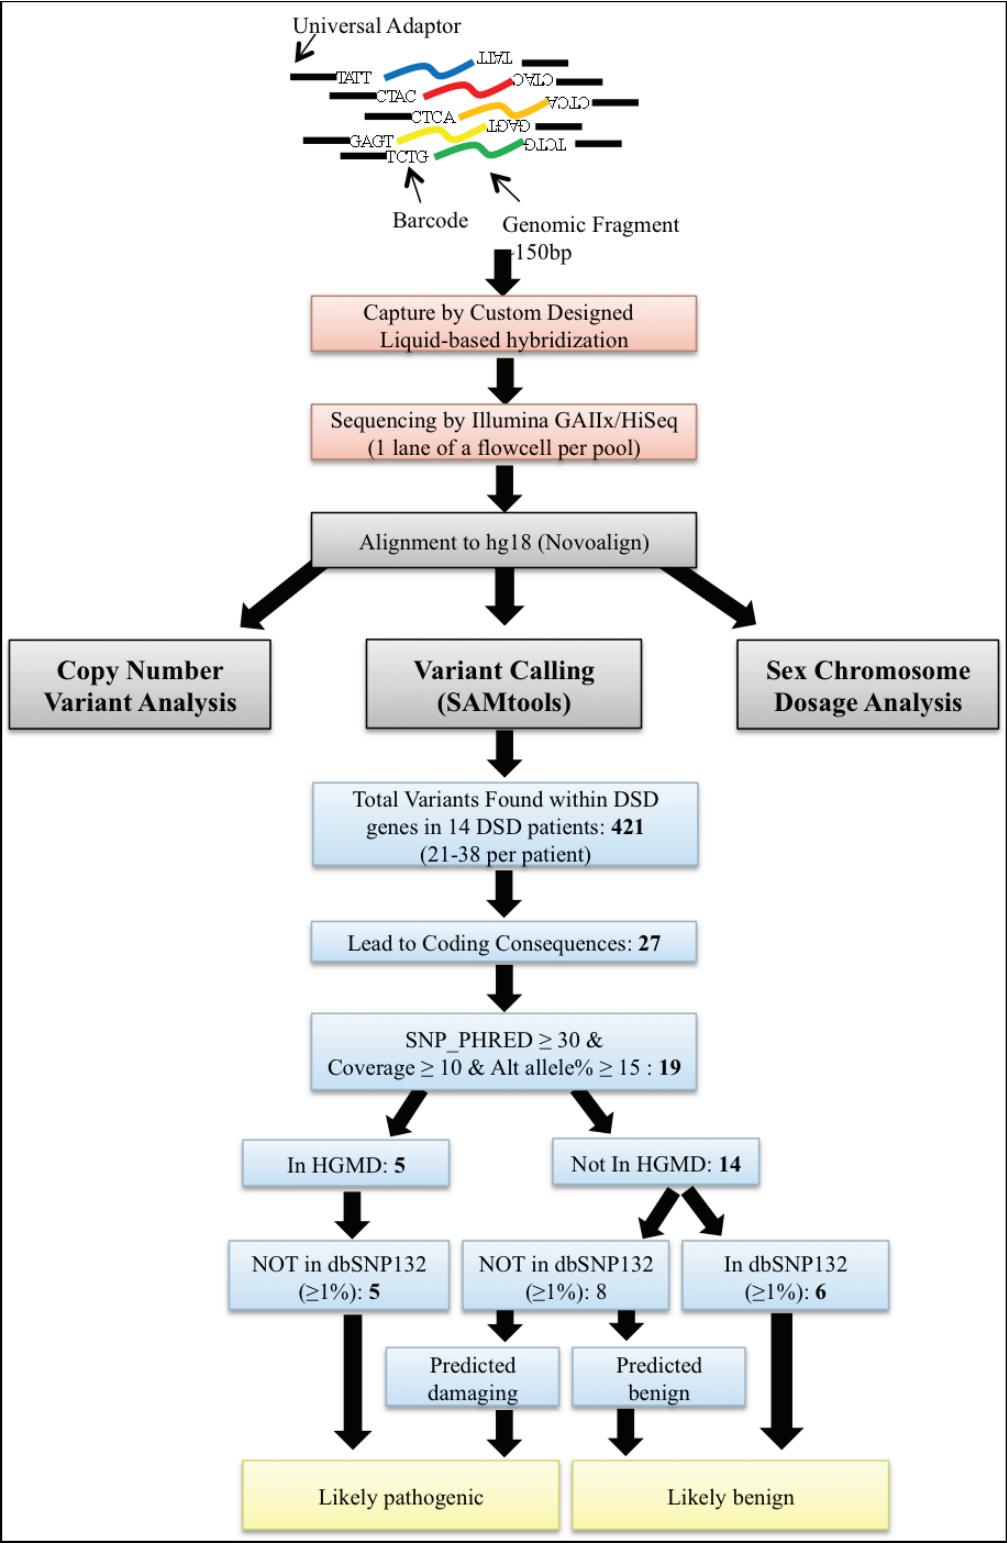 Universal Adaptor
TATT
TATT
CTAC
CTAC
CTCA
CTCA
GAGT
GAGT
TCTG
TCTG
Barcode
Genomic Fragment
~150bp
Capture by Custom Designed
Liquid-based hybridization
Sequencing by Illumina GAIIx/HiSeq
(1 lane of a flowcell per pool)
Alignment to hg18 (Novoalign)
Copy Number
Variant Analysis
Variant Calling
(SAMtools)
Sex Chromosome
Dosage Analysis
Total Variants Found within DSD
genes in 14 DSD patients: 421
(21-38 per patient)
Lead to Coding Consequences: 27
SNP_PHRED ≥ 30 &
Coverage ≥ 10 & Alt allele% ≥ 15 : 19
In HGMD: 5
Not In HGMD: 14
NOT in dbSNP132
(≥1%): 5
NOT in dbSNP132
(≥1%): 8
In dbSNP132
(≥1%): 6
Predicted
damaging
Predicted
benign
Likely pathogenic
Likely benign